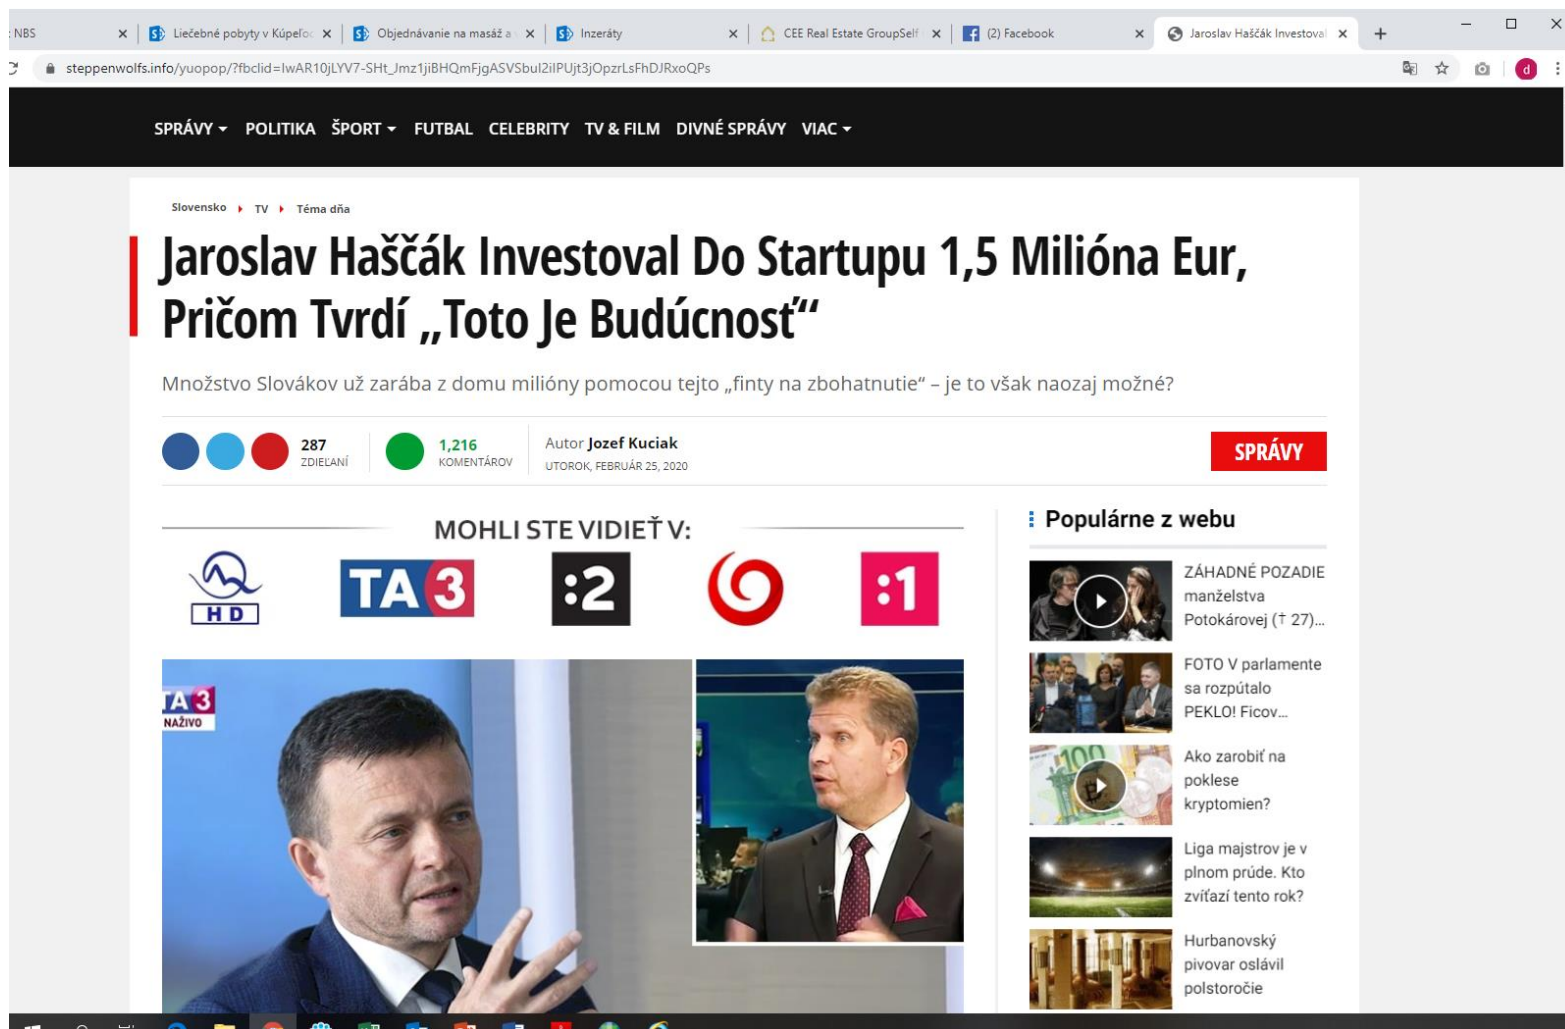 NBS
Liečebné pobyty v Kúpeľoc
Objednávanie na masáž a
Inzeráty
CEE Real Estate GroupSelf
(2) Facebook
Jaroslav Haščák Investoval
steppenwolfs.info/yuopop/?fbclid=IwAR10jLYV7-SHt_Jmz1jiBHQmFjgASVSbuI2iIPUjt3jOpzrLsFhDJRxoQPs
d
SPRÁVY POLITIKA ŠPORT FUTBAL CELEBRITY TV & FILM DIVNÉ SPRÁVY VIAC
Slovensko TV Téma dňa
Jaroslav Haščák Investoval Do Startupu 1,5 Milióna Eur,
Pričom Tvrdí „Toto Je Budúcnosť“
Množstvo Slovákov už zarába z domu milióny pomocou tejto „finty na zbohatnutie“ – je to však naozaj možné?
287
ZDIEĽANÍ
1,216
KOMENTÁROV
Autor Jozef Kuciak
UTOROK, FEBRUÁR 25, 2020
SPRÁVY
MOHLI STE VIDIEŤ V:
HD
TA3
:2
:1
TA3
NAŽIVO
Populárne z webu
ZÁHADNÉ POZADIE
manželstva
Potokárovej († 27)...
FOTO V parlamente
sa rozpútalo
PEKLO! Ficov...
Ako zarobiť na
poklese
kryptomien?
Liga majstrov je v
plnom prúde. Kto
zvíťazí tento rok?
Hurbanovský
pivovar oslávil
polstoročie